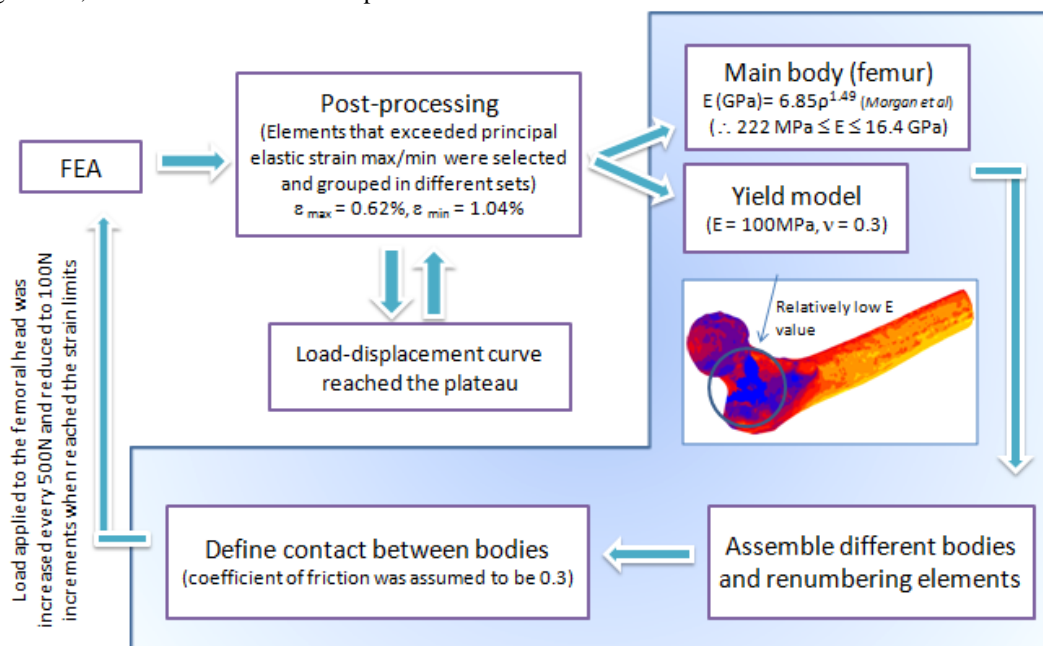 Main body (femur)
E (GPa)= 6.85ρ^1.49 (Morgan et al)
(∴ 222 MPa ≤ E ≤ 16.4 GPa)
Post-processing
(Elements that exceeded principal
elastic strain max/min were selected
and grouped in different sets)
ε max = 0.62%, ε min = 1.04%
FEA
Yield model
(E = 100MPa, ν = 0.3)
Relatively low E
value
Load-displacement curve
reached the plateau
Load applied to the femoral head was
increased every 500N and reduced to 100N
increments when reached the strain limits
Define contact between bodies
(coefficient of friction was assumed to be 0.3)
Assemble different bodies
and renumbering elements